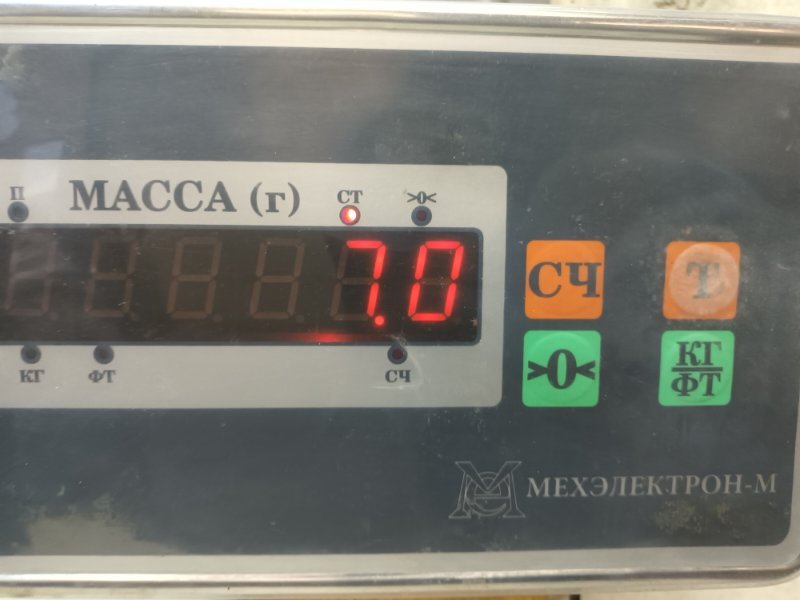 П МАССА (г) СТ >0<
7.0
КГ ФТ СЧ
СЧ Т
>0< КГ/ФТ
МЕХЭЛЕКТРОН-М